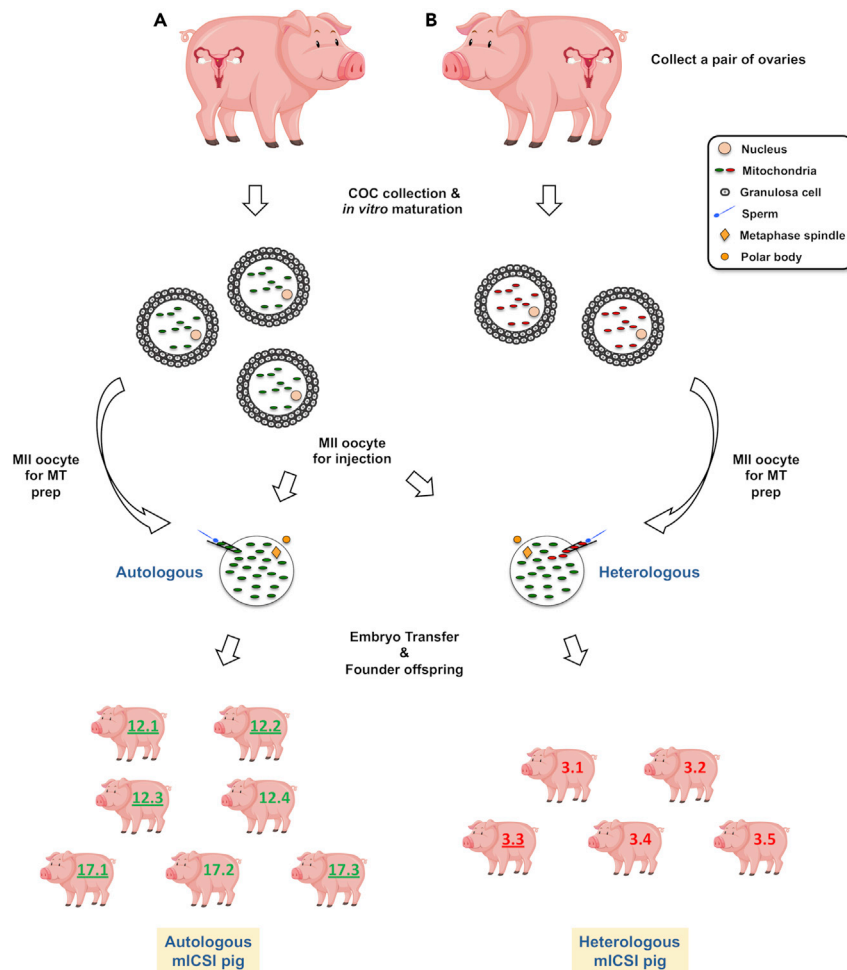 A
B
Collect a pair of ovaries
Nucleus
Mitochondria
Granulosa cell
Sperm
Metaphase spindle
Polar body
COC collection &
in vitro maturation
MII oocyte
for injection
MII oocyte
for MT
prep
MII oocyte
for MT
prep
Autologous
Heterologous
Embryo Transfer
&
Founder offspring
12.1
12.2
12.3
12.4
17.1
17.2
17.3
3.1
3.2
3.3
3.4
3.5
Autologous
mICSI pig
Heterologous
mICSI pig